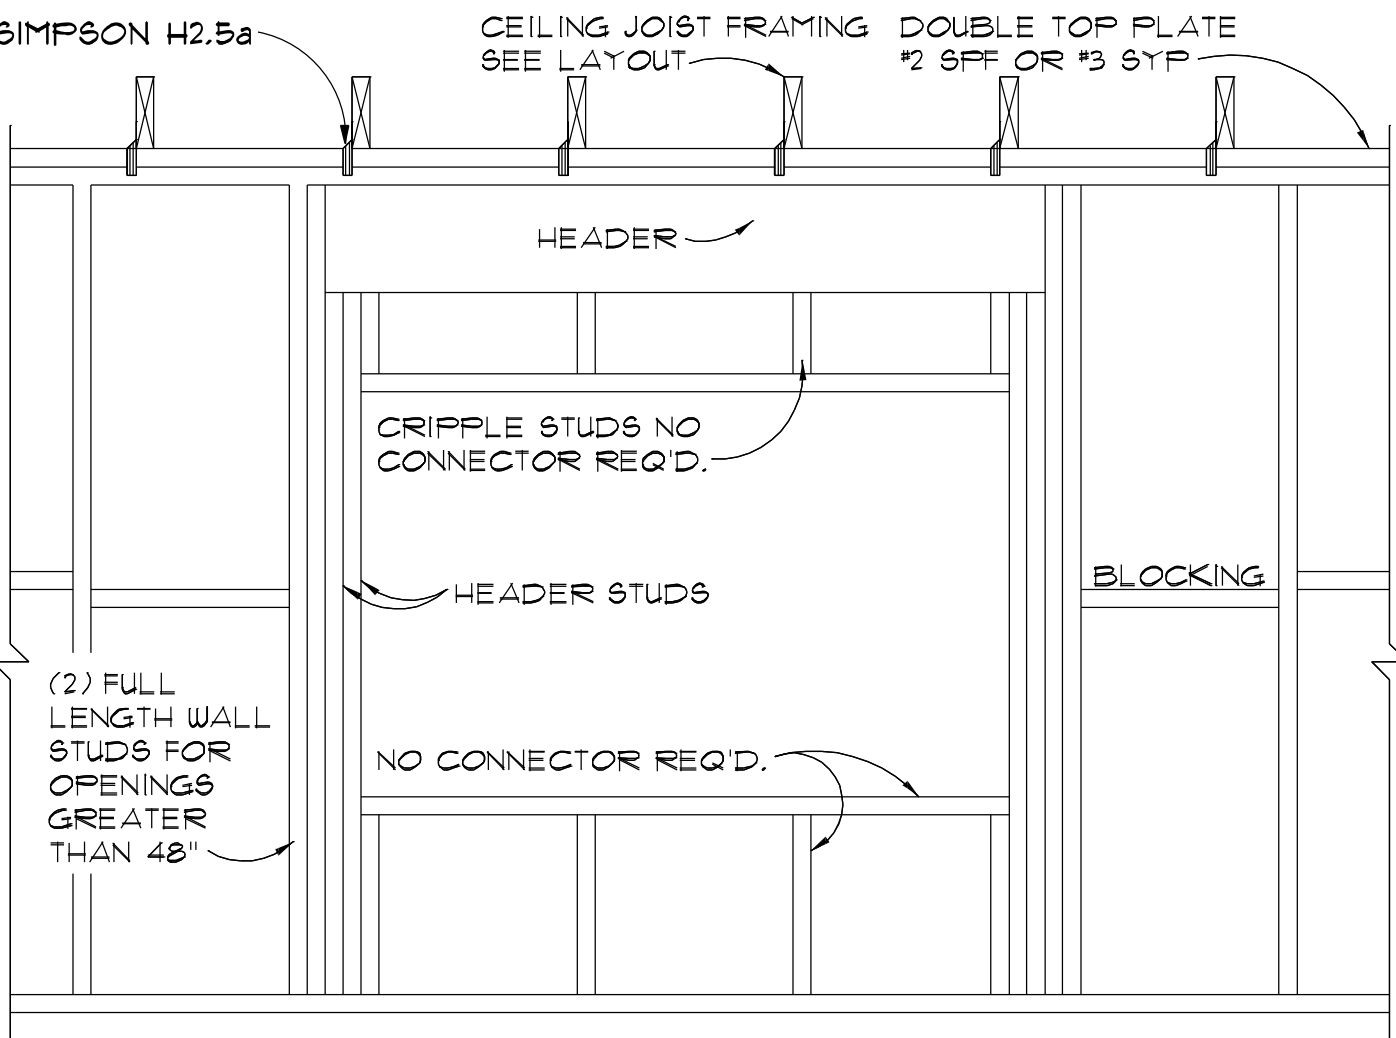 SIMPSON H2.5a
CEILING JOIST FRAMING
SEE LAYOUT
DOUBLE TOP PLATE
#2 SPF OR #3 SYP
HEADER
CRIPPLE STUDS NO
CONNECTOR REQ'D.
HEADER STUDS
BLOCKING
(2) FULL
LENGTH WALL
STUDS FOR
OPENINGS
GREATER
THAN 48"
NO CONNECTOR REQ'D.